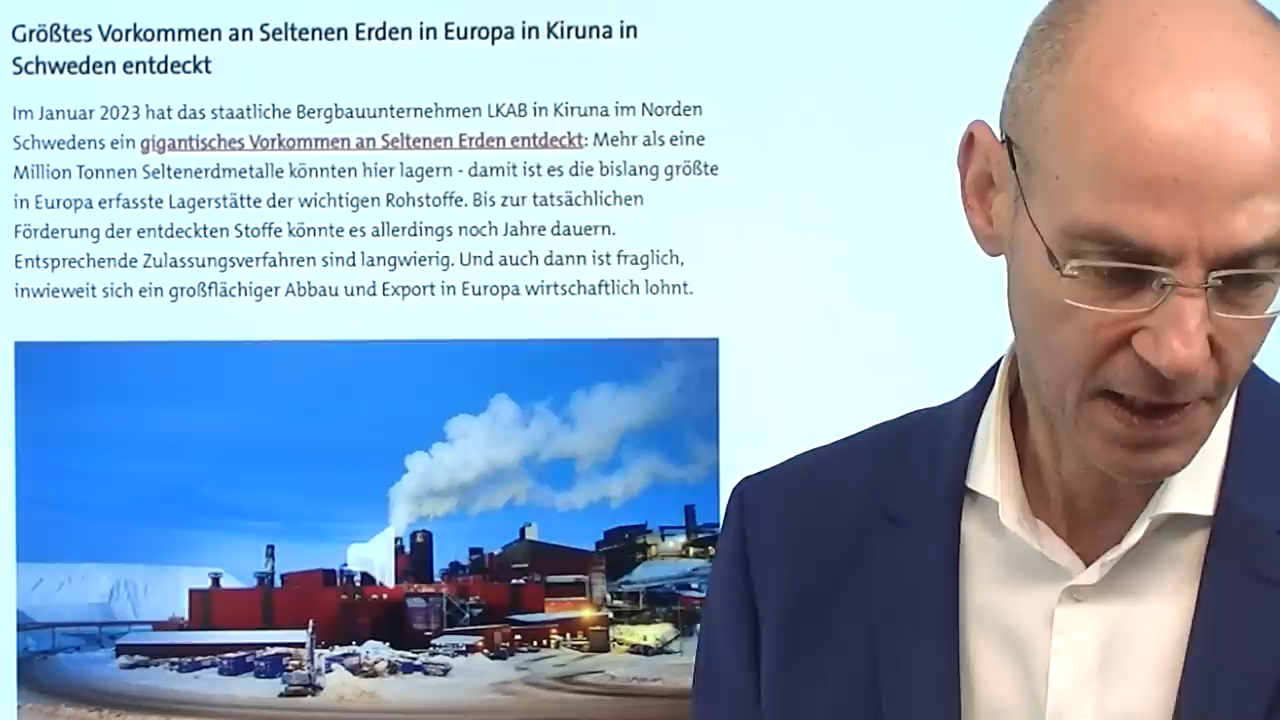 Größtes Vorkommen an Seltenen Erden in Europa in Kiruna in
Schweden entdeckt
Im Januar 2023 hat das staatliche Bergbauunternehmen LKAB in Kiruna im Norden
Schwedens ein gigantisches Vorkommen an Seltenen Erden entdeckt: Mehr als eine
Million Tonnen Seltenerdmetalle könnten hier lagern - damit ist es die bislang größte
in Europa erfasste Lagerstätte der wichtigen Rohstoffe. Bis zur tatsächlichen
Förderung der entdeckten Stoffe könnte es allerdings noch Jahre dauern.
Entsprechende Zulassungsverfahren sind langwierig. Und auch dann ist fraglich,
inwieweit sich ein großflächiger Abbau und Export in Europa wirtschaftlich lohnt.